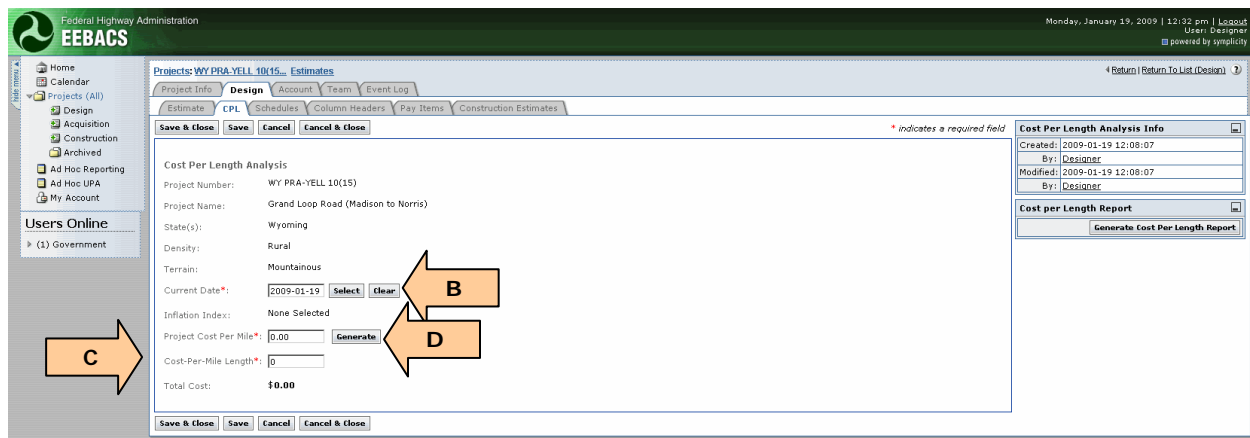 Federal Highway Administration
EEBACS
Monday, January 19, 2009 | 12:32 pm | Logout
User: Designer
powered by symplicity
hide menu
Home
Calendar
Projects (All)
Design
Acquisition
Construction
Archived
Ad Hoc Reporting
Ad Hoc UPA
My Account
Users Online
(1) Government
Projects: WY PRA-YELL 10(15... Estimates
Return | Return To List (Design) ?
Project Info Design Account Team Event Log
Estimate CPL Schedules Column Headers Pay Items Construction Estimates
Save & Close Save Cancel Cancel & Close
* indicates a required field
Cost Per Length Analysis
Project Number: WY PRA-YELL 10(15)
Project Name: Grand Loop Road (Madison to Norris)
State(s): Wyoming
Density: Rural
Terrain: Mountainous
Current Date*: 2009-01-19 Select Clear
B
Inflation Index: None Selected
Project Cost Per Mile*: 0.00 Generate
D
C
Cost-Per-Mile Length*: 0
Total Cost: $0.00
Save & Close Save Cancel Cancel & Close
Cost Per Length Analysis Info
Created: 2009-01-19 12:08:07
By: Designer
Modified: 2009-01-19 12:08:07
By: Designer
Cost per Length Report
Generate Cost Per Length Report